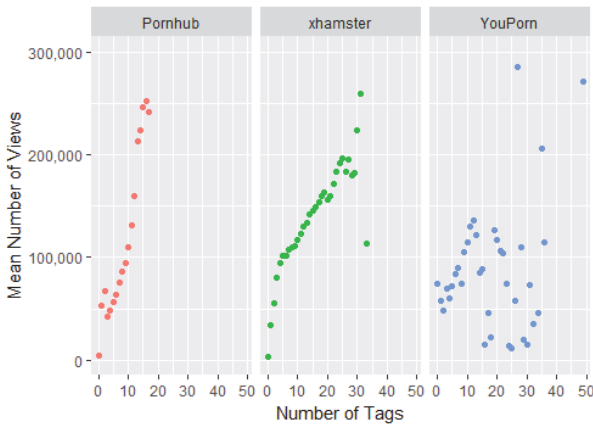 Pornhub xhamster YouPorn
300,000
200,000
100,000
0
Mean Number of Views
0 10 20 30 40 50 0 10 20 30 40 50 0 10 20 30 40 50
Number of Tags